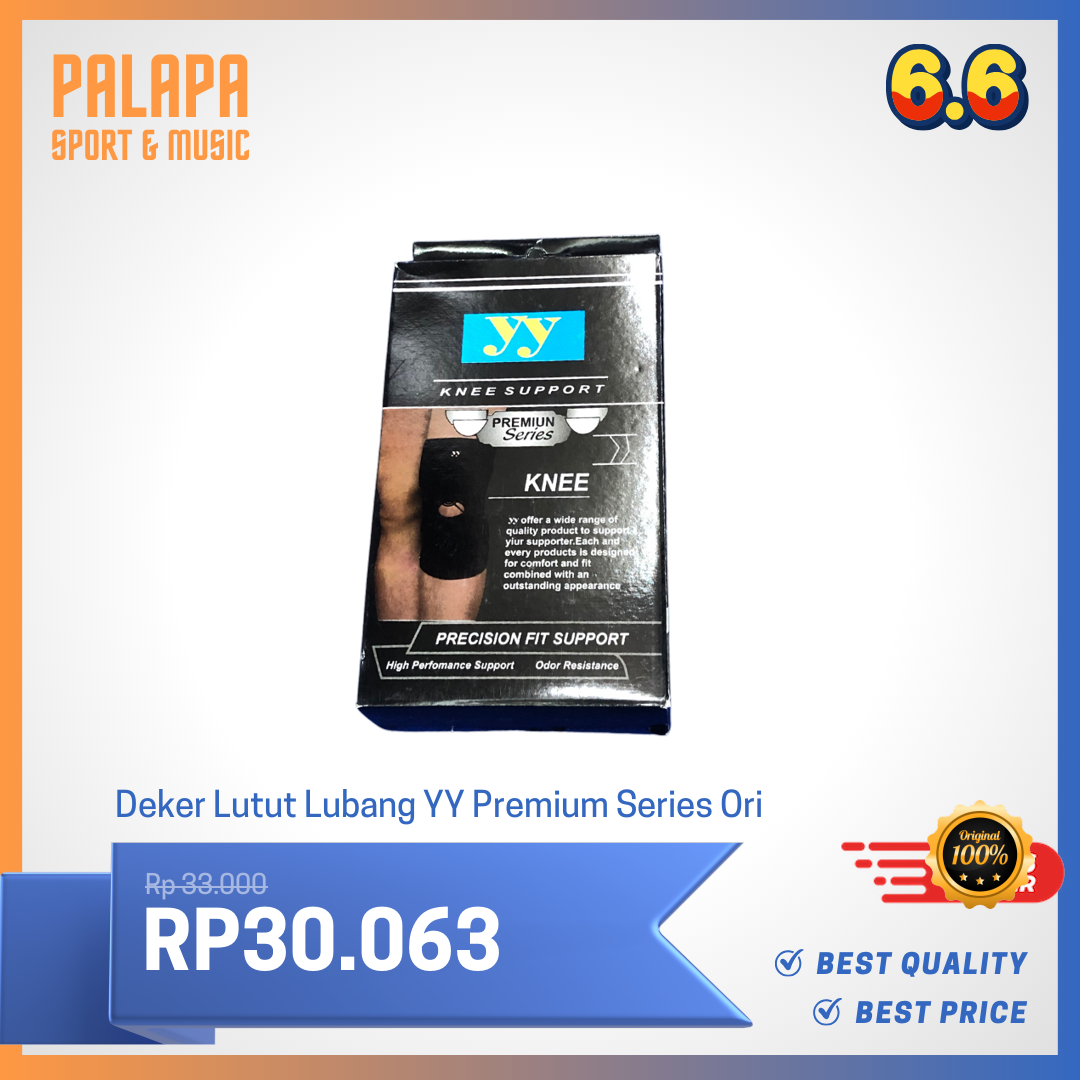 PALAPA
SPORT & MUSIC
6.6
yy
KNEE SUPPORT
PREMIUN
Series
yy
KNEE
yy offer a wide range of
quality product to support
yiur supporter.Each and
every products is designed
for comfort and fit
combined with an
outstanding appearance
PRECISION FIT SUPPORT
High Perfomance Support Odor Resistance
Deker Lutut Lubang YY Premium Series Ori
Rp 33.000
RP30.063
Original
100%
BEST QUALITY
BEST PRICE